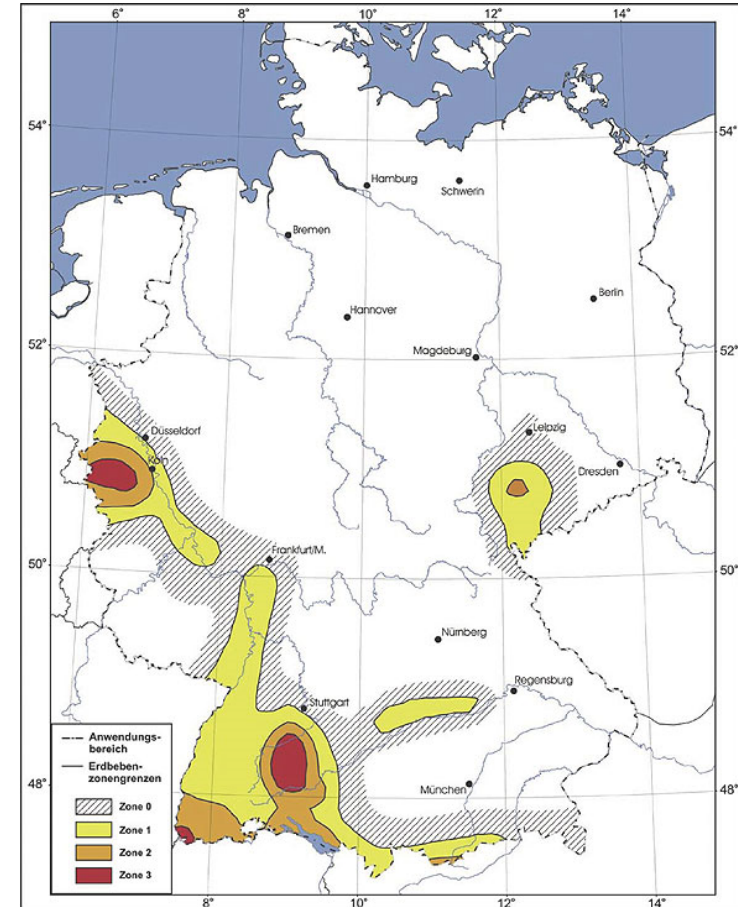 6°
8°
10°
12°
14°
54°
54°
Hamburg
Schwerin
Bremen
Berlin
Hannover
52°
Magdeburg
52°
Düsseldorf
Leipzig
Köln
Dresden
50°
Frankfurt/M.
50°
Nürnberg
Regensburg
Stuttgart
Anwendungs-
bereich
Erdbeben-
zonengrenzen
48°
München
48°
Zone 0
Zone 1
Zone 2
Zone 3
8°
10°
12°
14°